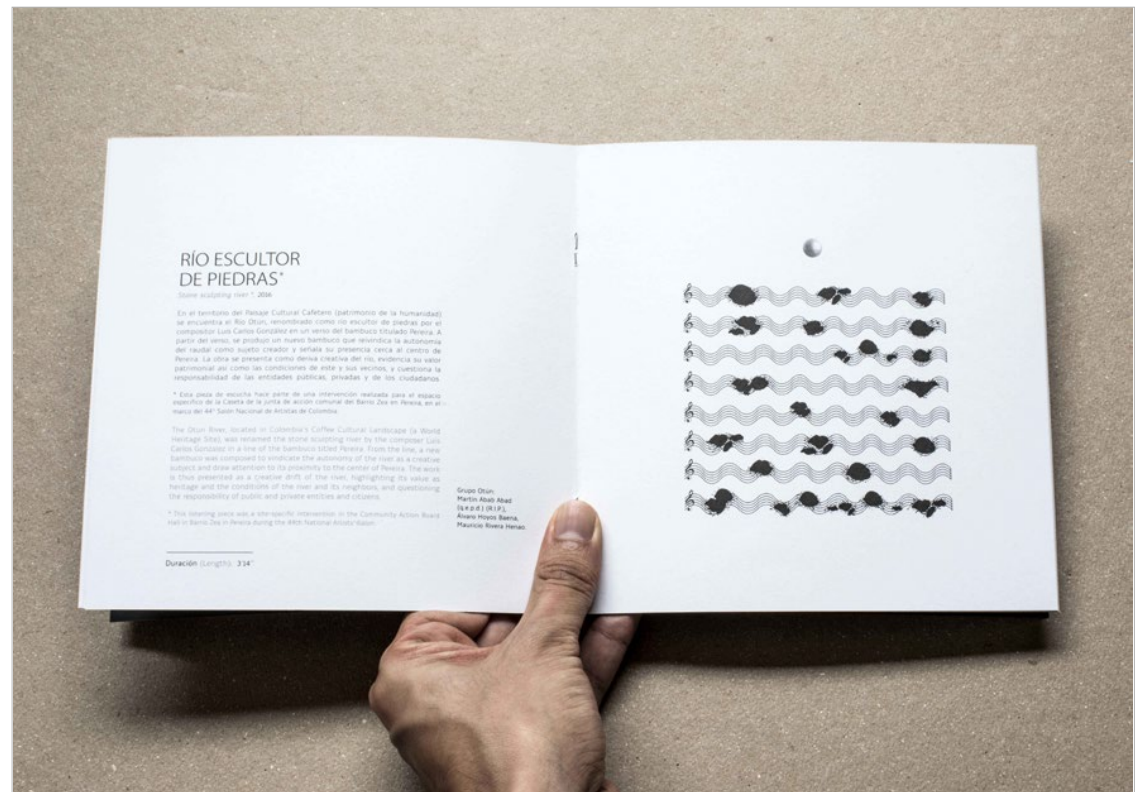 RÍO ESCULTOR
DE PIEDRAS*
Stone sculpting river *, 2016
En el territorio del Paisaje Cultural Cafetero (patrimonio de la humanidad)
se encuentra el Río Otún, renombrado como río escultor de piedras por el
compositor Luis Carlos González en un verso del bambuco titulado Pereira. A
partir del verso, se produjo un nuevo bambuco que reivindica la autonomía
del raudal como sujeto creador y señala su presencia cerca al centro de
Pereira. La obra se presenta como deriva creativa del río, evidencia su valor
patrimonial así como las condiciones de este y sus vecinos, y cuestiona la
responsabilidad de las entidades públicas, privadas y de los ciudadanos.
* Esta pieza de escucha hace parte de una intervención realizada para el espacio
específico de la Caseta de la junta de acción comunal del Barrio Zea en Pereira, en el
marco del 44° Salón Nacional de Artistas de Colombia.
The Otun River, located in Colombia's Coffee Cultural Landscape (a World
Heritage Site), was renamed the stone sculpting river by the composer Luis
Carlos González in a line of the bambuco titled Pereira. From the line, a new
bambuco was composed to vindicate the autonomy of the river as a creative
subject and draw attention to its proximity to the center of Pereira. The work
is thus presented as a creative drift of the river, highlighting its value as
heritage and the conditions of the river and its neighbors, and questioning
the responsibility of public and private entities and citizens.
* This listening piece was a site-specific intervention in the Community Action Board
Hall in Barrio Zea in Pereira during the 44th National Artists' Salon.
Duración (Length): 3'14"
Grupo Otún:
Martín Abab Abad
(q.e.p.d.) (R.I.P.),
Álvaro Hoyos Baena,
Mauricio Rivera Henao.